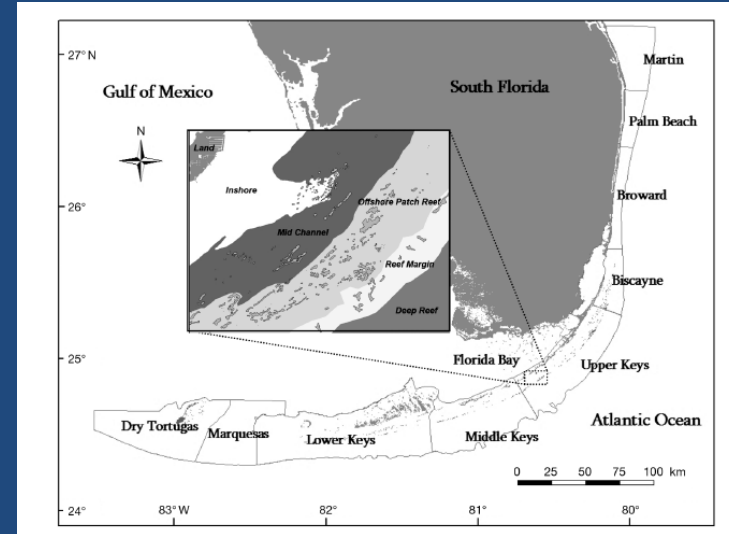 27°N
Gulf of Mexico
South Florida
Martin
Palm Beach
N
Land
Inshore
Offshore Patch Reef
Mid Channel
Reef Margin
Deep Reef
26°
Broward
Biscayne
25°
Florida Bay
Upper Keys
Atlantic Ocean
Dry Tortugas
Marquesas
Lower Keys
Middle Keys
0 25 50 75 100 km
24°
83°W 82° 81° 80°